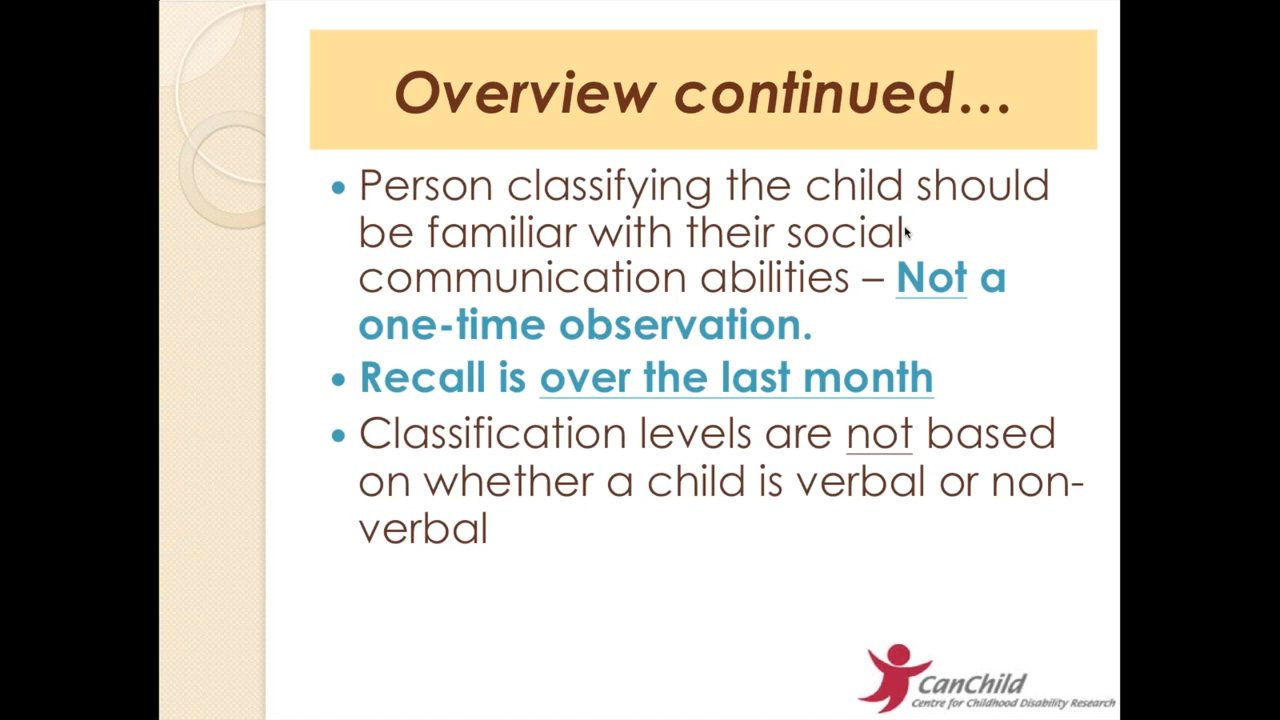 Overview continued…
• Person classifying the child should
be familiar with their social
communication abilities – Not a
one-time observation.
• Recall is over the last month
• Classification levels are not based
on whether a child is verbal or non-
verbal
CanChild
Centre for Childhood Disability Research